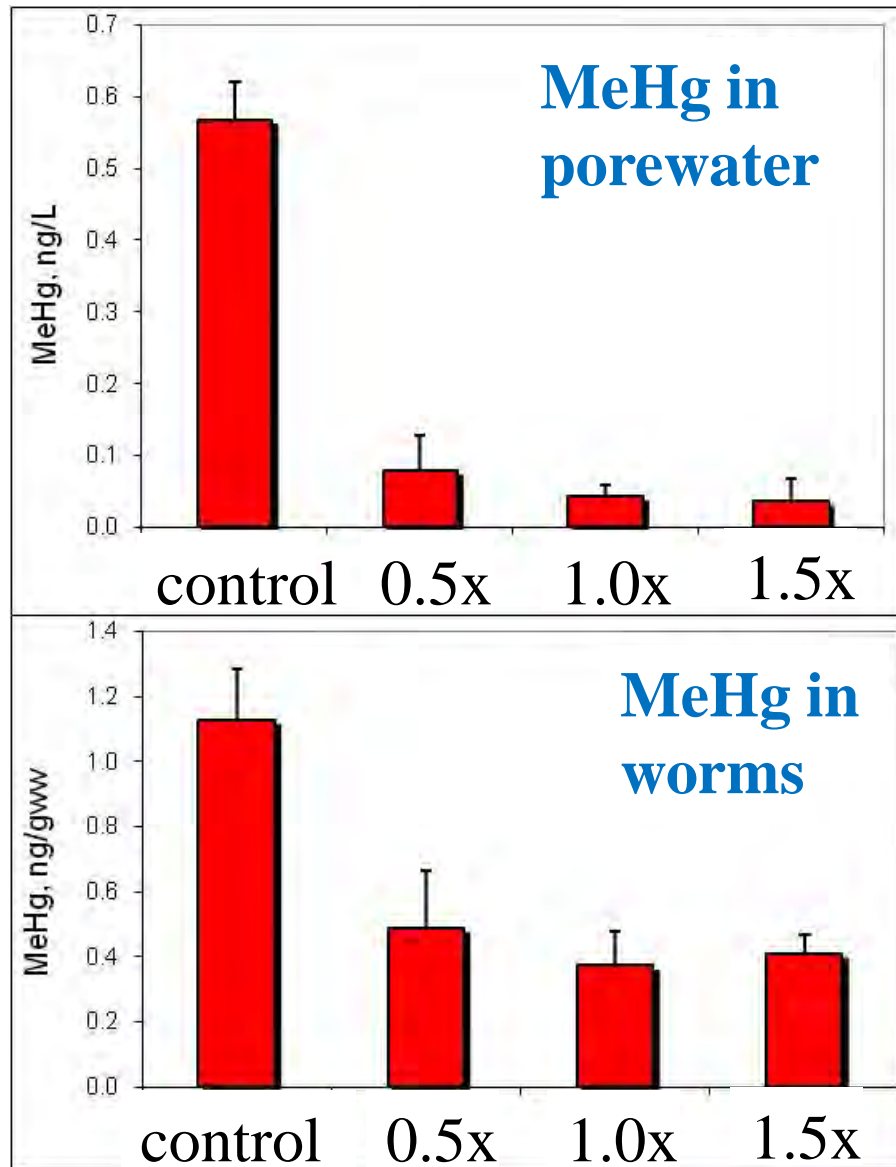 0.7
MeHg in
porewater
0.6
0.5
0.4
0.3
0.2
0.1
0.0
MeHg, ng/L
control 0.5x 1.0x 1.5x
1.4
MeHg in
worms
1.2
1.0
0.8
0.6
0.4
0.2
0.0
MeHg, ng/gww
control 0.5x 1.0x 1.5x